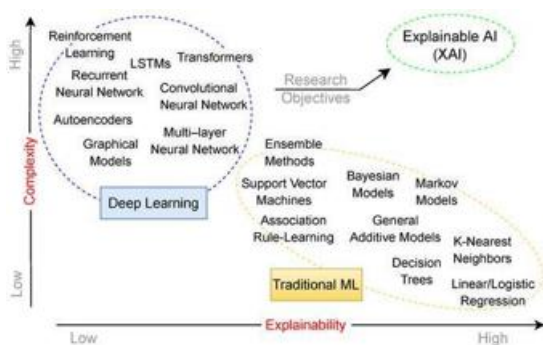 High
Complexity
Low
Reinforcement
Learning
LSTMs
Transformers
Recurrent
Neural Network
Convolutional
Neural Network
Autoencoders
Graphical
Models
Multi–layer
Neural Network
Deep Learning
Research
Objectives
Explainable AI
(XAI)
Ensemble
Methods
Support Vector
Machines
Bayesian
Models
Markov
Models
Association
Rule-Learning
General
Additive Models
K-Nearest
Neighbors
Decision
Trees
Linear/Logistic
Regression
Traditional ML
Low
Explainability
High